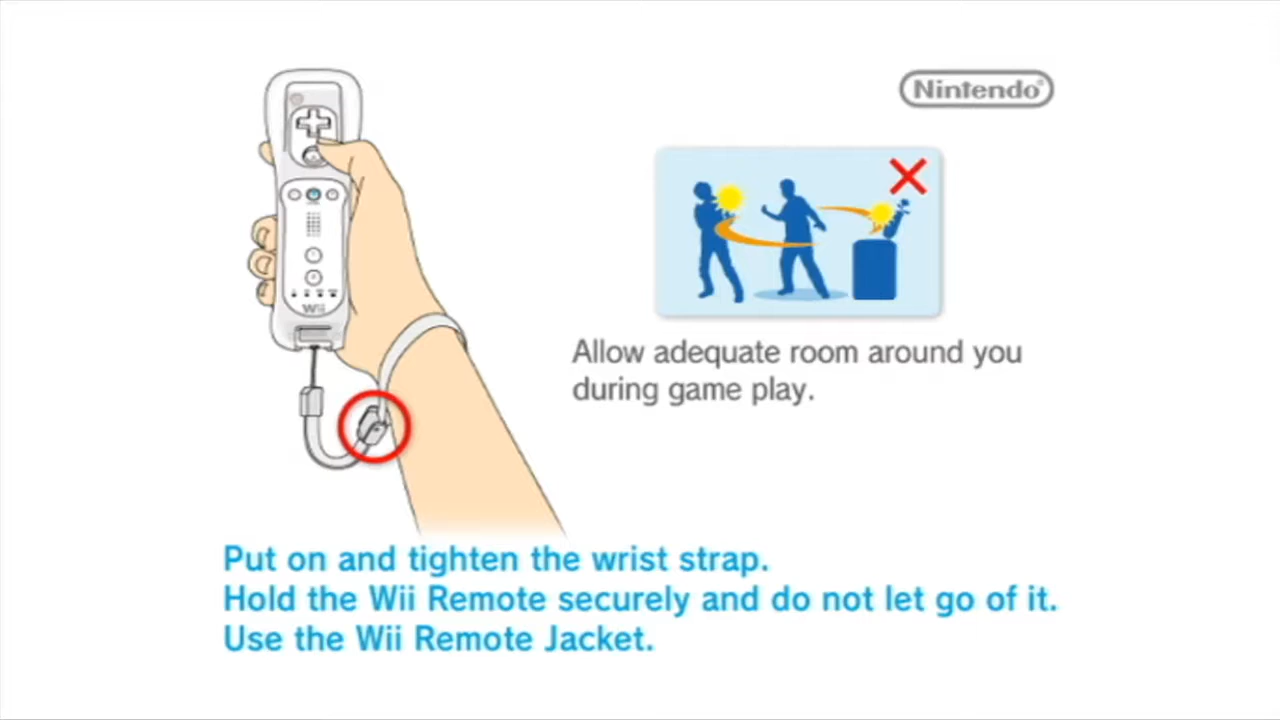 Nintendo®
Wii
Allow adequate room around you
during game play.
Put on and tighten the wrist strap.
Hold the Wii Remote securely and do not let go of it.
Use the Wii Remote Jacket.